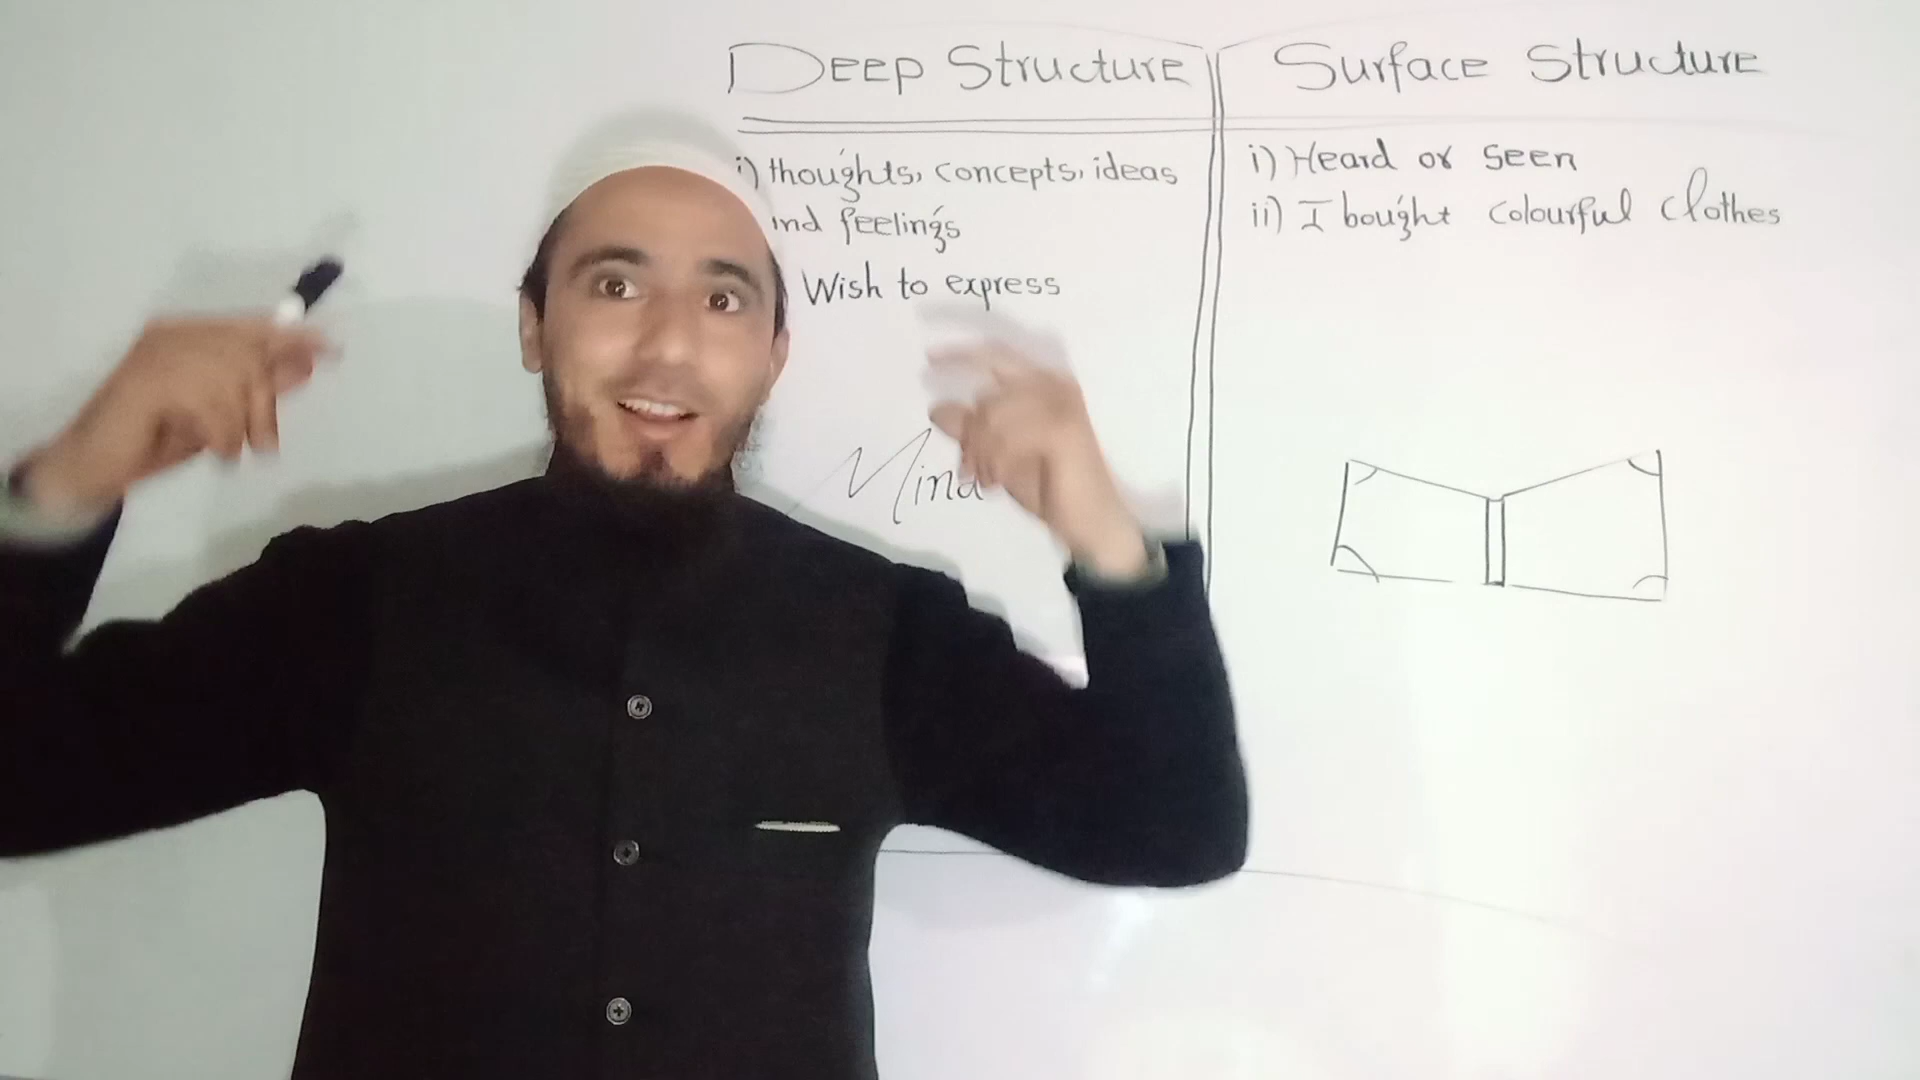 Deep Structure
i) thoughts, concepts, ideas
and feelings
Wish to express
Mind
Surface Structure
i) Heard or seen
ii) I bought colourful clothes